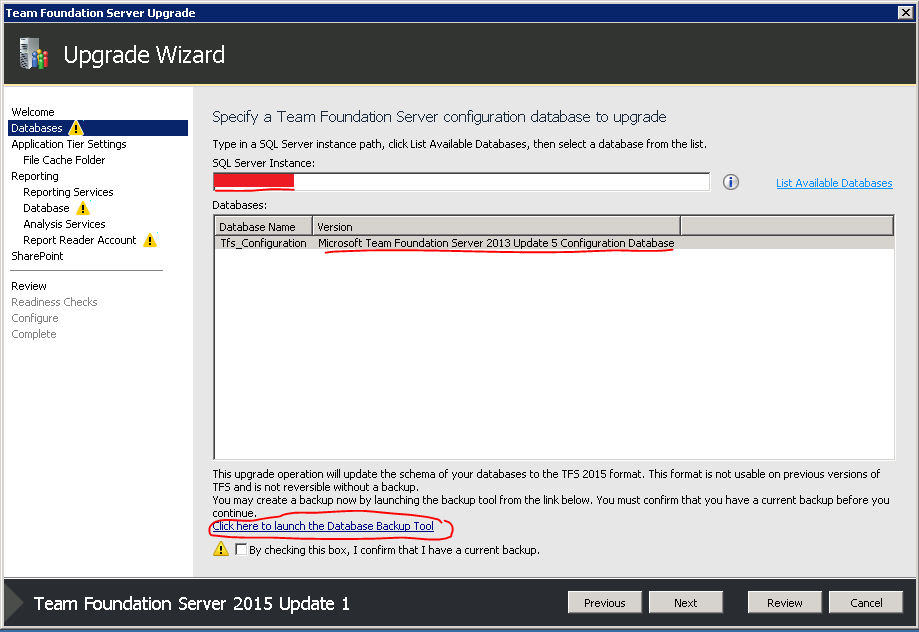 Team Foundation Server Upgrade
Upgrade Wizard
Welcome
Databases
Application Tier Settings
File Cache Folder
Reporting
Reporting Services
Database
Analysis Services
Report Reader Account
SharePoint
Review
Readiness Checks
Configure
Complete
Specify a Team Foundation Server configuration database to upgrade
Type in a SQL Server instance path, click List Available Databases, then select a database from the list.
SQL Server Instance:
List Available Databases
Databases:
Database Name Version
Tfs_Configuration Microsoft Team Foundation Server 2013 Update 5 Configuration Database
This upgrade operation will update the schema of your databases to the TFS 2015 format. This format is not usable on previous versions of
TFS and is not reversible without a backup.
You may create a backup now by launching the backup tool from the link below. You must confirm that you have a current backup before you
continue.
Click here to launch the Database Backup Tool
By checking this box, I confirm that I have a current backup.
Team Foundation Server 2015 Update 1
Previous Next Review Cancel